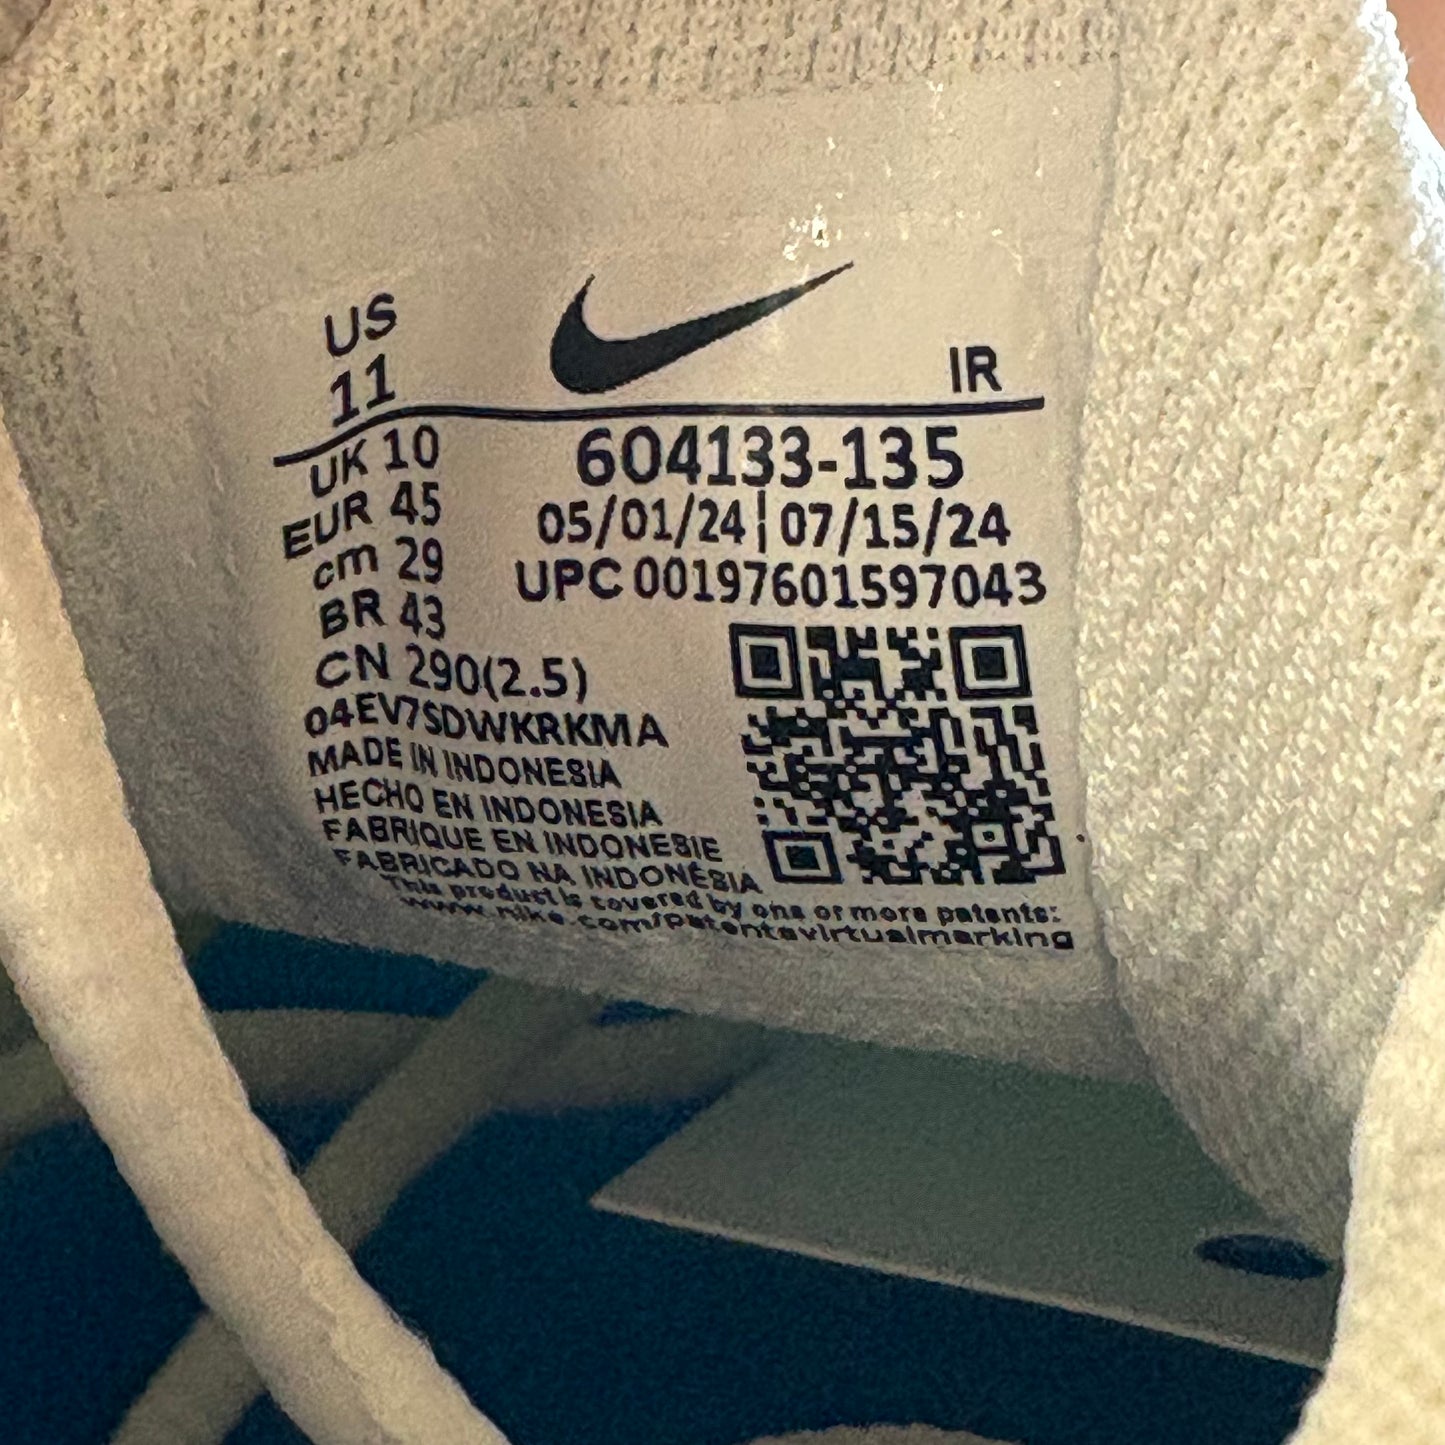 US
11
IR
UK 10
EUR 45
cm 29
BR 43
CN 290(2.5)
604133-135
05/01/24 | 07/15/24
UPC 00197601597043
04EV7SDWKRKMA
MADE IN INDONESIA
HECHO EN INDONESIA
FABRIQUE EN INDONESIE
FABRICADO NA INDONÉSIA
This product is covered by one or more patents:
www.nike.com/patentsvirtualmarking